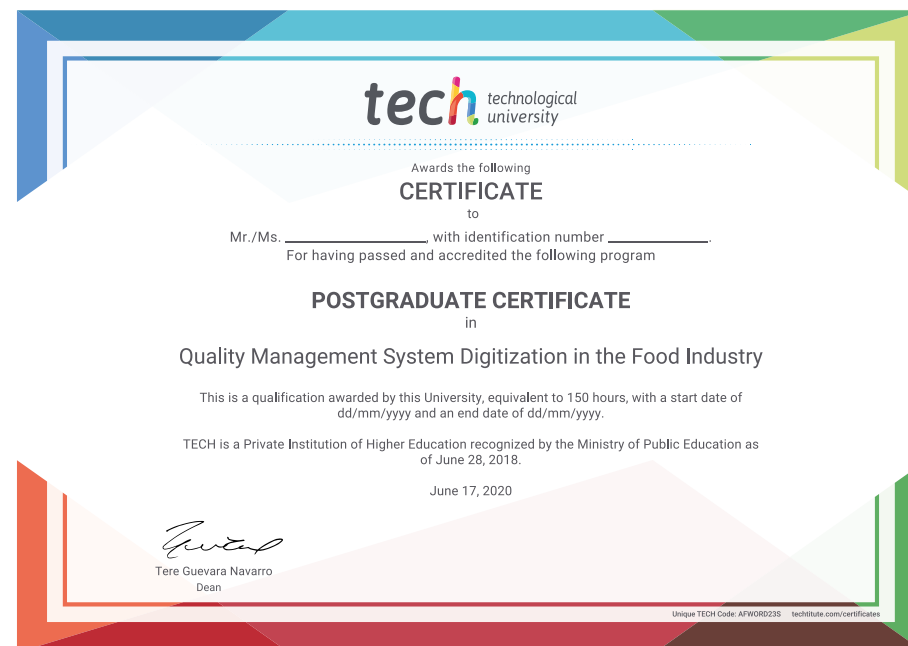 tech technological
university
Awards the following
CERTIFICATE
to
Mr./Ms. ____________, with identification number ____________.
For having passed and accredited the following program
POSTGRADUATE CERTIFICATE
in
Quality Management System Digitization in the Food Industry
This is a qualification awarded by this University, equivalent to 150 hours, with a start date of
dd/mm/yyyy and an end date of dd/mm/yyyy.
TECH is a Private Institution of Higher Education recognized by the Ministry of Public Education as
of June 28, 2018.
June 17, 2020
Tere Guevara Navarro
Dean
Unique TECH Code: AFWORD23S techtitute.com/certificates